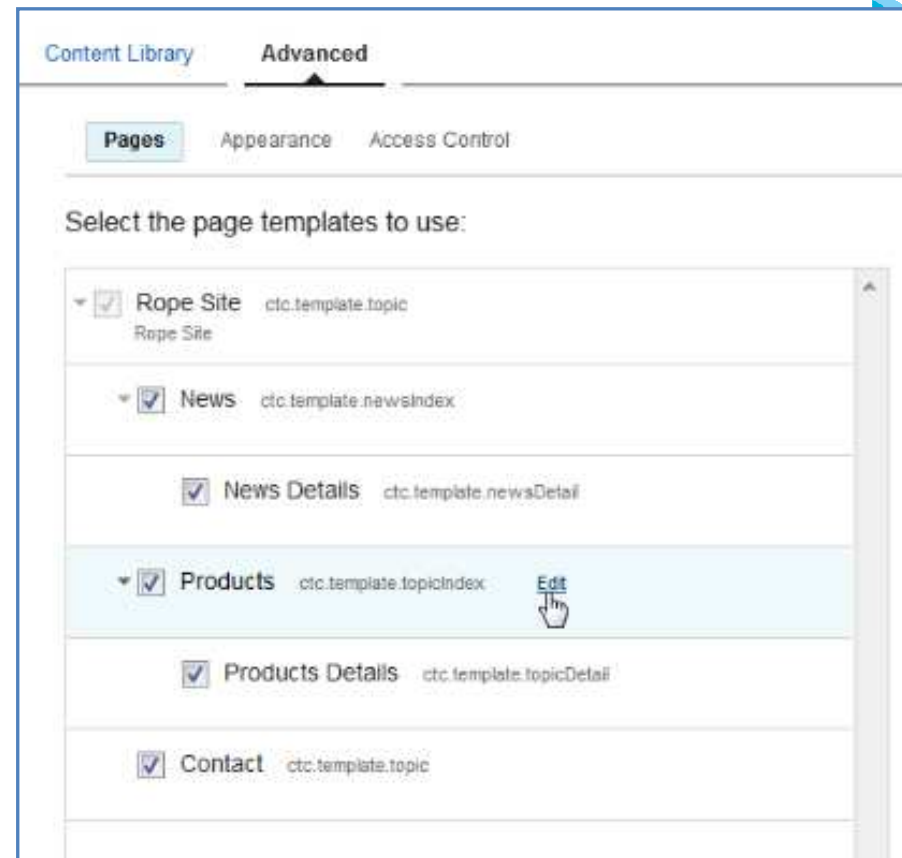 Content Library Advanced
Pages Appearance Access Control
Select the page templates to use:
Rope Site ctc.template.topic
Rope Site
News ctc.template.newsIndex
News Details ctc.template.newsDetail
Products ctc.template.topicIndex Edit
Products Details ctc.template.topicDetail
Contact ctc.template.topic